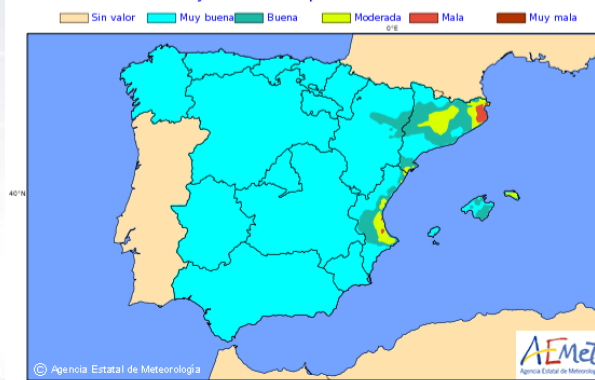 Sin valor Muy buena Buena Moderada Mala Muy mala
0°E
40°N
© Agencia Estatal de Meteorología
AEMet
Agencia Estatal de Meteorología